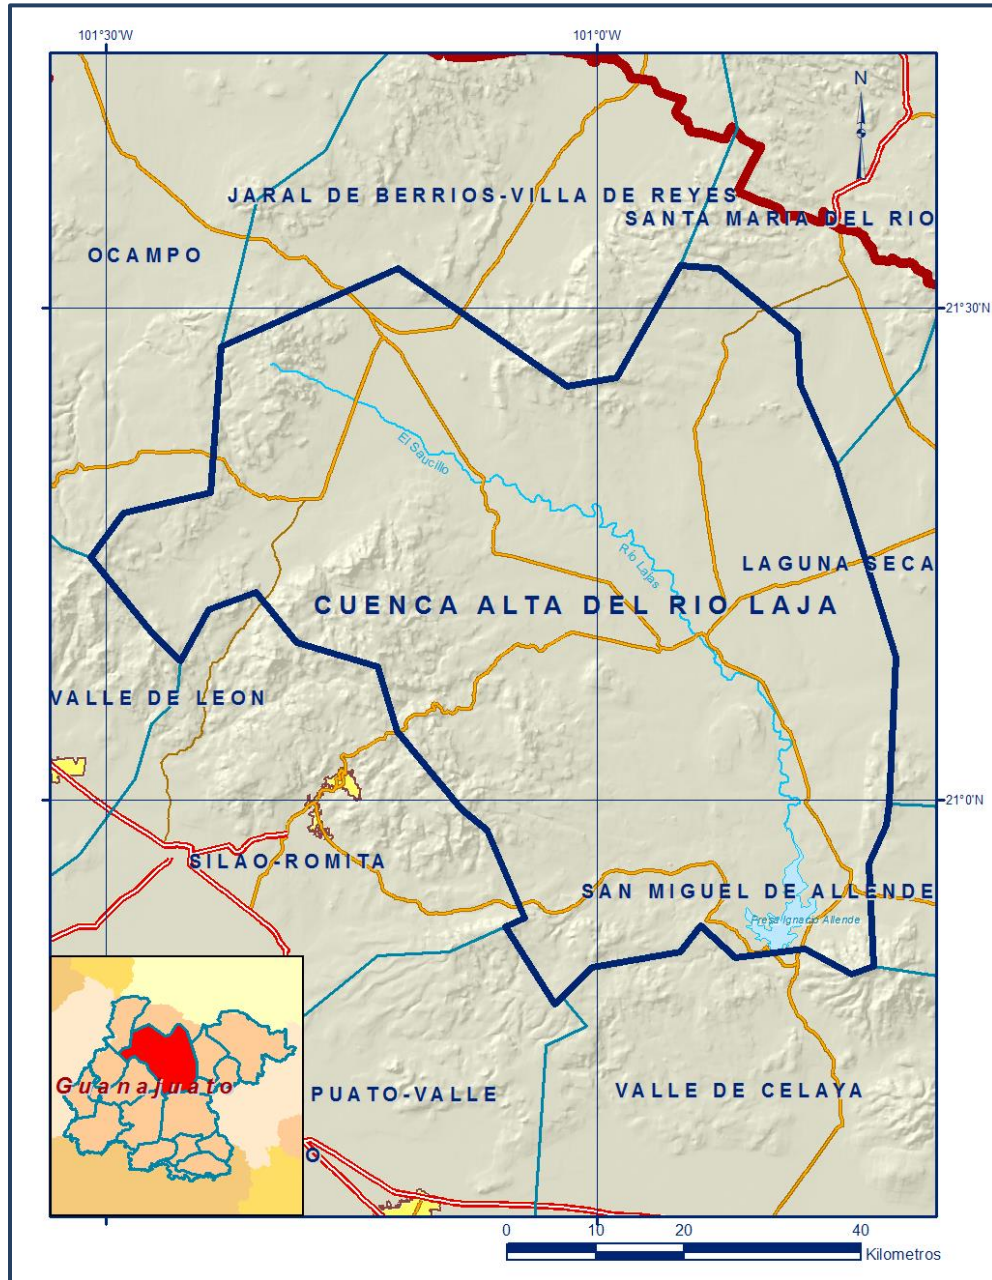 101°30'W
101°0'W
N
JARAL DE BERRIOS-VILLA DE REYES
SANTA MARIA DEL RIO
OCAMPO
21°30'N
El Saucillo
Río Lajas
LAGUNA SECA
CUENCA ALTA DEL RIO LAJA
VALLE DE LEON
21°0'N
SILAO-ROMITA
SAN MIGUEL DE ALLENDE
Presa Ignacio Allende
Guanajuato
PUATO-VALLE
VALLE DE CELAYA
O
0 10 20 40
Kilometros